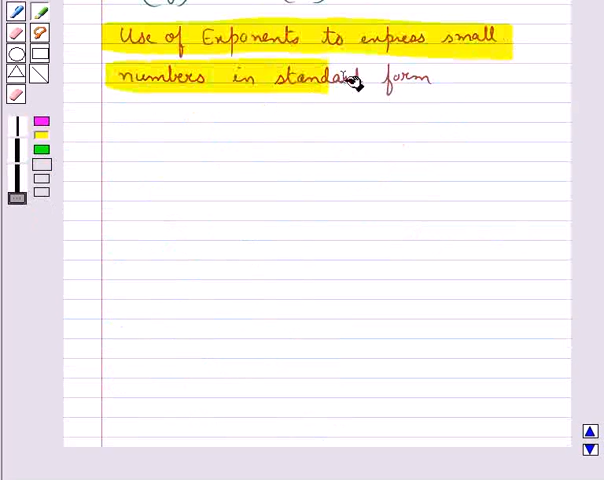 Use of Exponents to express small
numbers in standard form